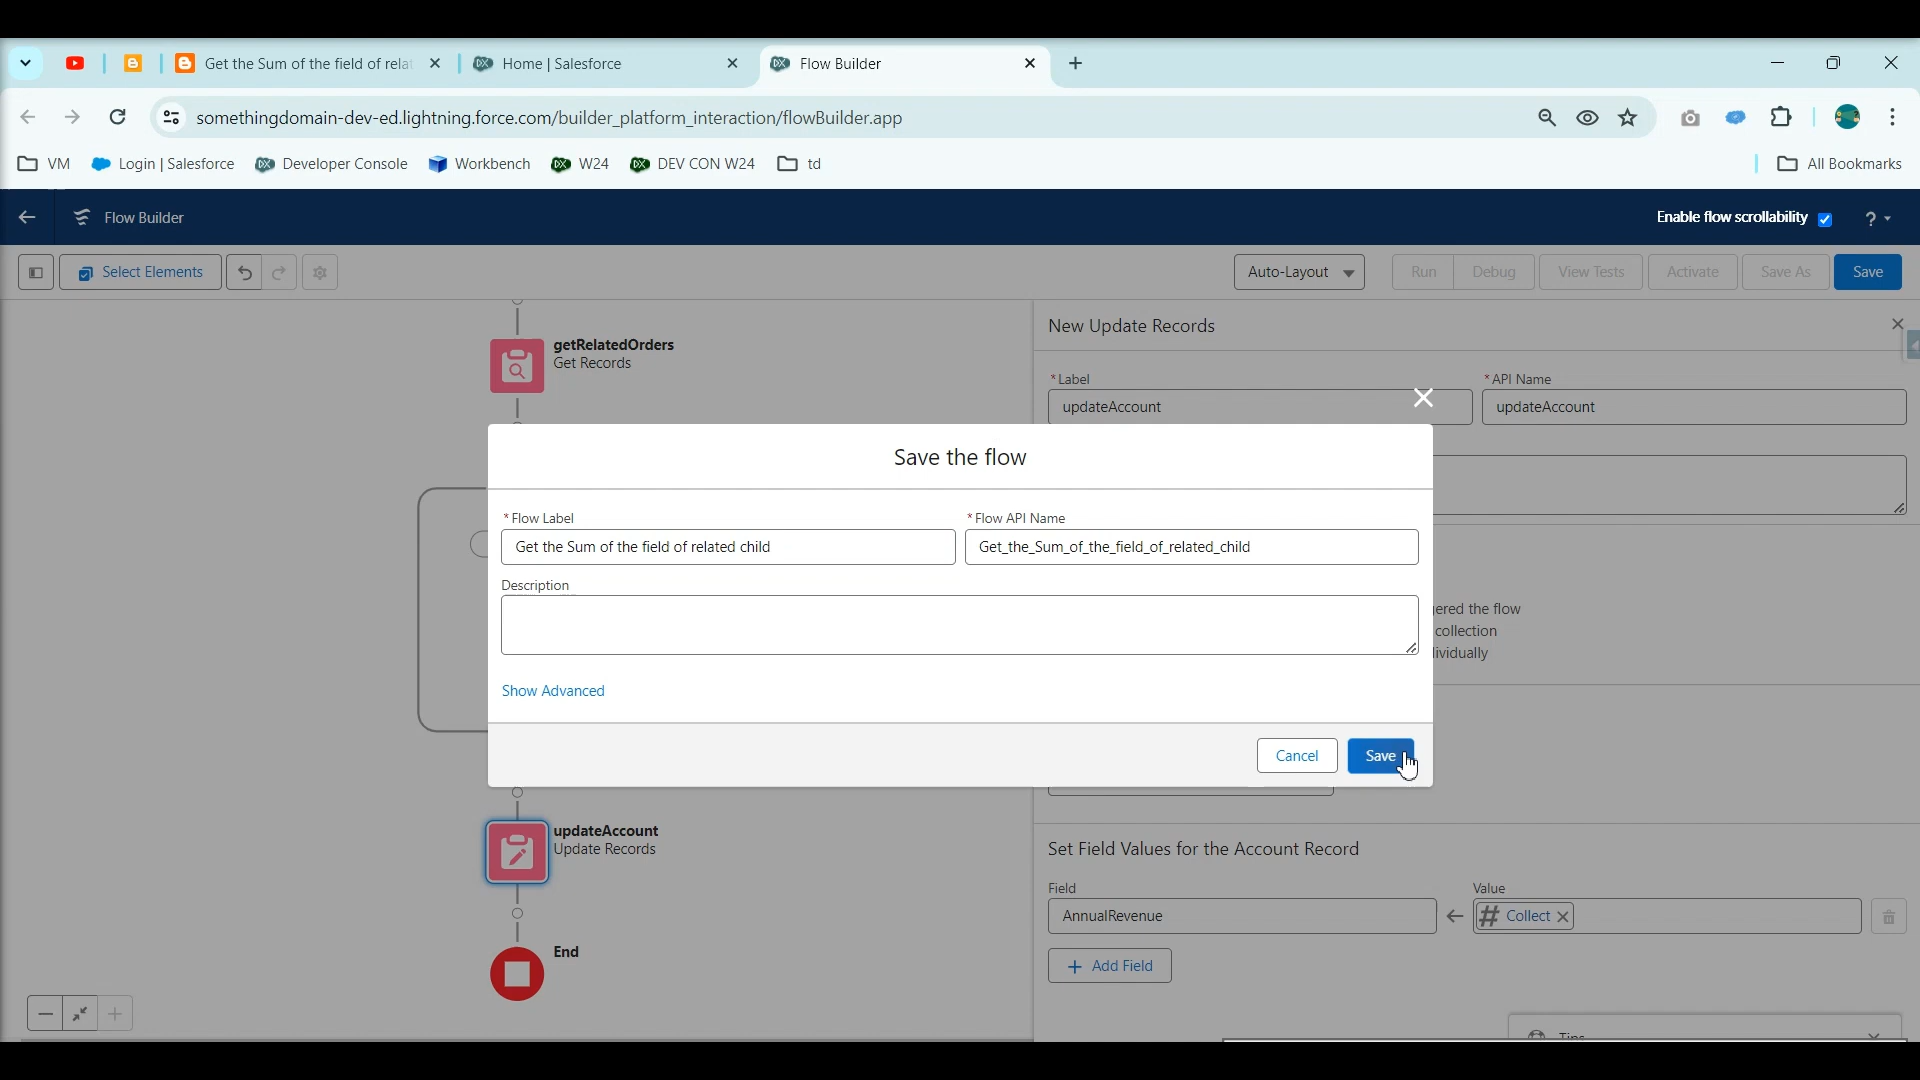 Get the Sum of the field of relat
Home | Salesforce
Flow Builder
somethingdomain-dev-ed.lightning.force.com/builder_platform_interaction/flowBuilder.app
VM
Login | Salesforce
Developer Console
Workbench
W24
DEV CON W24
td
All Bookmarks
Flow Builder
Enable flow scrollability
?
Select Elements
Auto-Layout
Run
Debug
View Tests
Activate
Save As
Save
getRelatedOrders
Get Records
New Update Records
* Label
* API Name
updateAccount
updateAccount
Save the flow
* Flow Label
* Flow API Name
Get the Sum of the field of related child
Get_the_Sum_of_the_field_of_related_child
Description
ered the flow
collection
ividually
Show Advanced
Cancel
Save
updateAccount
Update Records
Set Field Values for the Account Record
Field
Value
AnnualRevenue
# Collect
+ Add Field
End